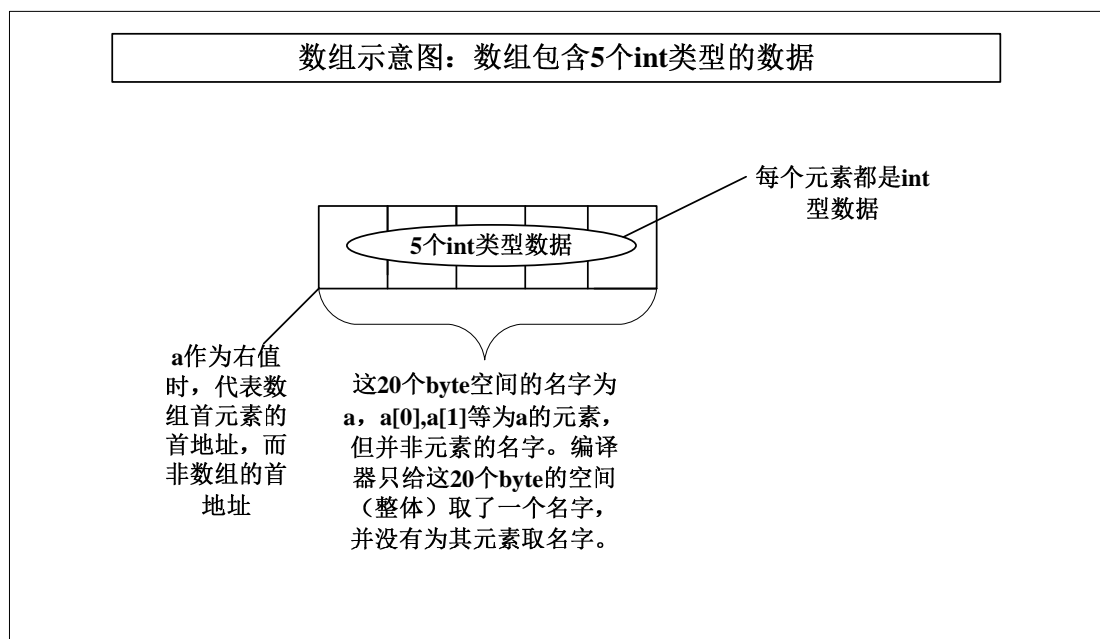 数组示意图：数组包含5个int类型的数据
每个元素都是int
型数据
5个int类型数据
a作为右值
时，代表数
组首元素的
首地址，而
非数组的首
地址
这20个byte空间的名字为
a，a[0],a[1]等为a的元素，
但并非元素的名字。编译
器只给这20个byte的空间
（整体）取了一个名字，
并没有为其元素取名字。